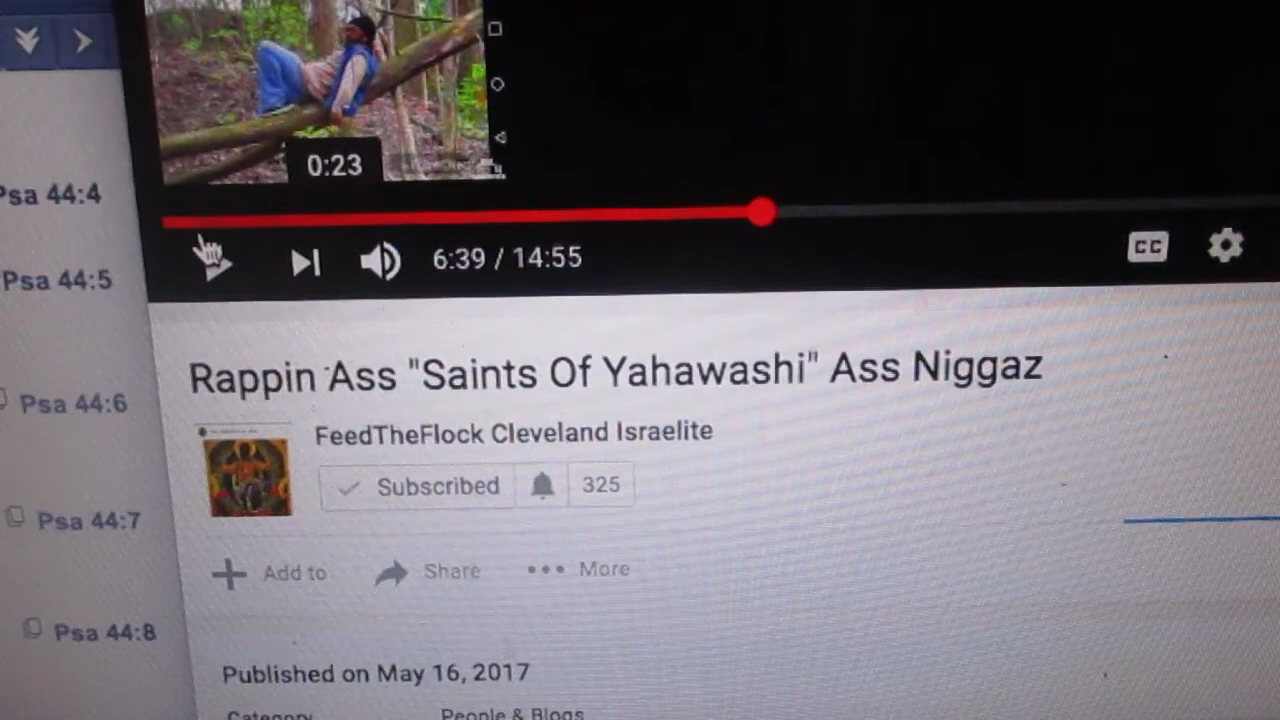 0:23
6:39 / 14:55
CC
Psa 44:4
Psa 44:5
Psa 44:6
Psa 44:7
Psa 44:8
Rappin Ass "Saints Of Yahawashi" Ass Niggaz
FeedTheFlock Cleveland Israelite
Subscribed 325
Add to Share More
Published on May 16, 2017
Category People & Blogs